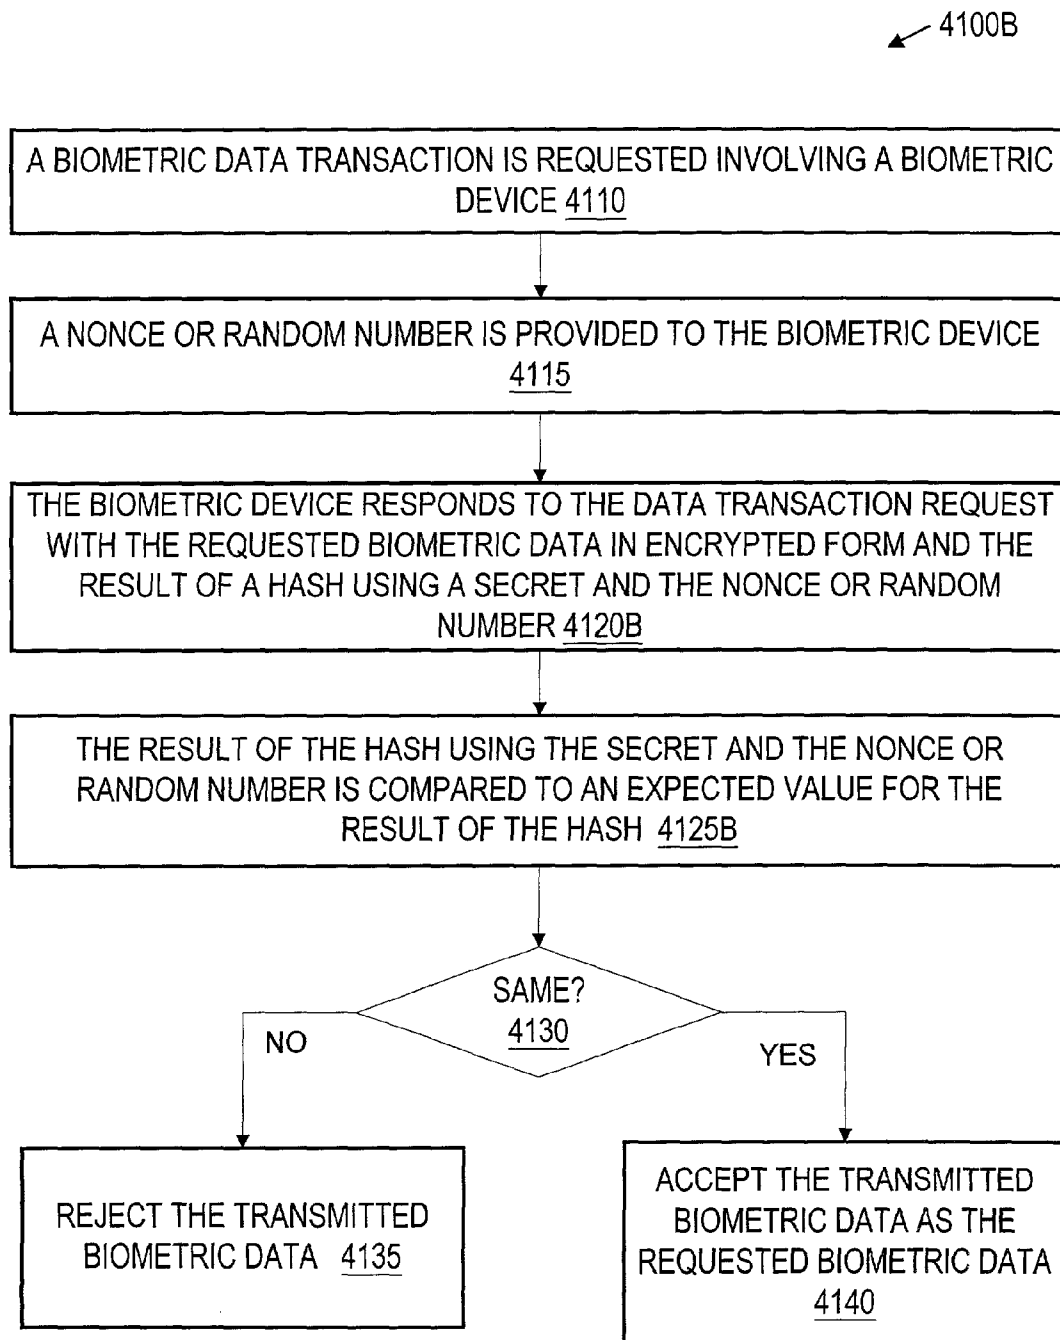 4100B
A BIOMETRIC DATA TRANSACTION IS REQUESTED INVOLVING A BIOMETRIC
DEVICE 4110
A NONCE OR RANDOM NUMBER IS PROVIDED TO THE BIOMETRIC DEVICE
4115
THE BIOMETRIC DEVICE RESPONDS TO THE DATA TRANSACTION REQUEST
WITH THE REQUESTED BIOMETRIC DATA IN ENCRYPTED FORM AND THE
RESULT OF A HASH USING A SECRET AND THE NONCE OR RANDOM
NUMBER 4120B
THE RESULT OF THE HASH USING THE SECRET AND THE NONCE OR
RANDOM NUMBER IS COMPARED TO AN EXPECTED VALUE FOR THE
RESULT OF THE HASH 4125B
SAME?
4130
NO
YES
REJECT THE TRANSMITTED
BIOMETRIC DATA 4135
ACCEPT THE TRANSMITTED
BIOMETRIC DATA AS THE
REQUESTED BIOMETRIC DATA
4140